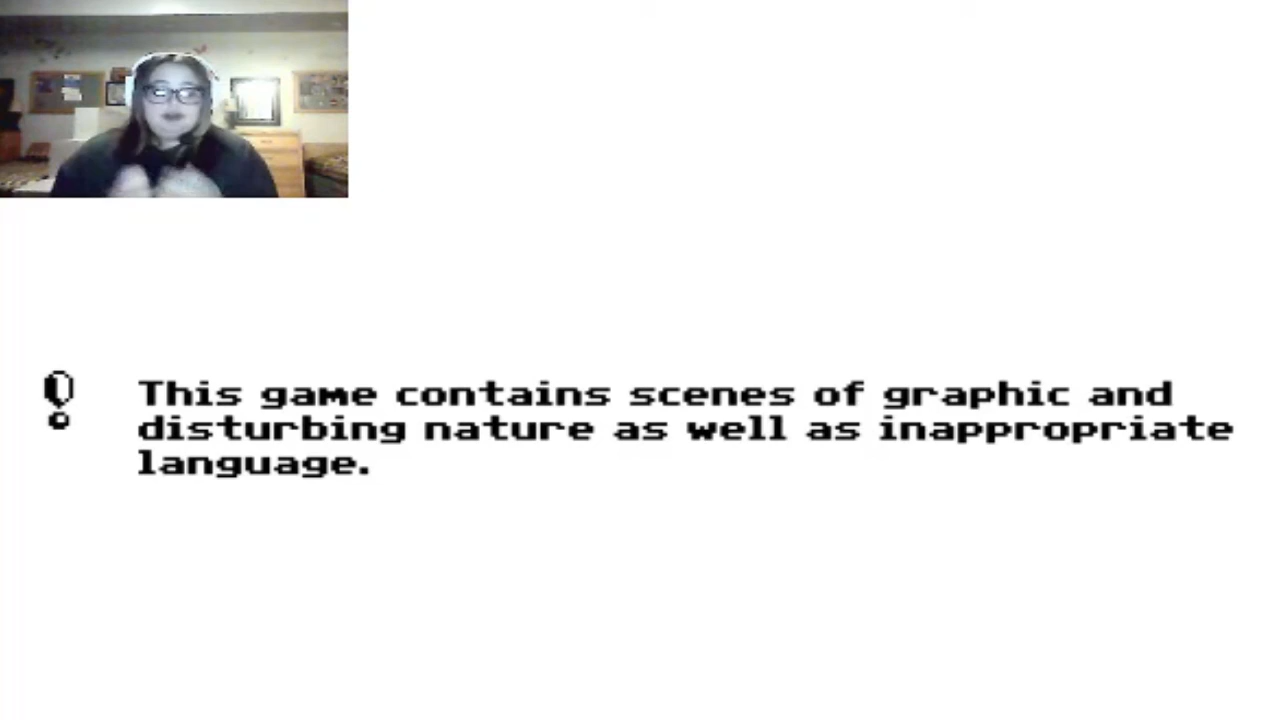 This game contains scenes of graphic and
disturbing nature as well as inappropriate
language.